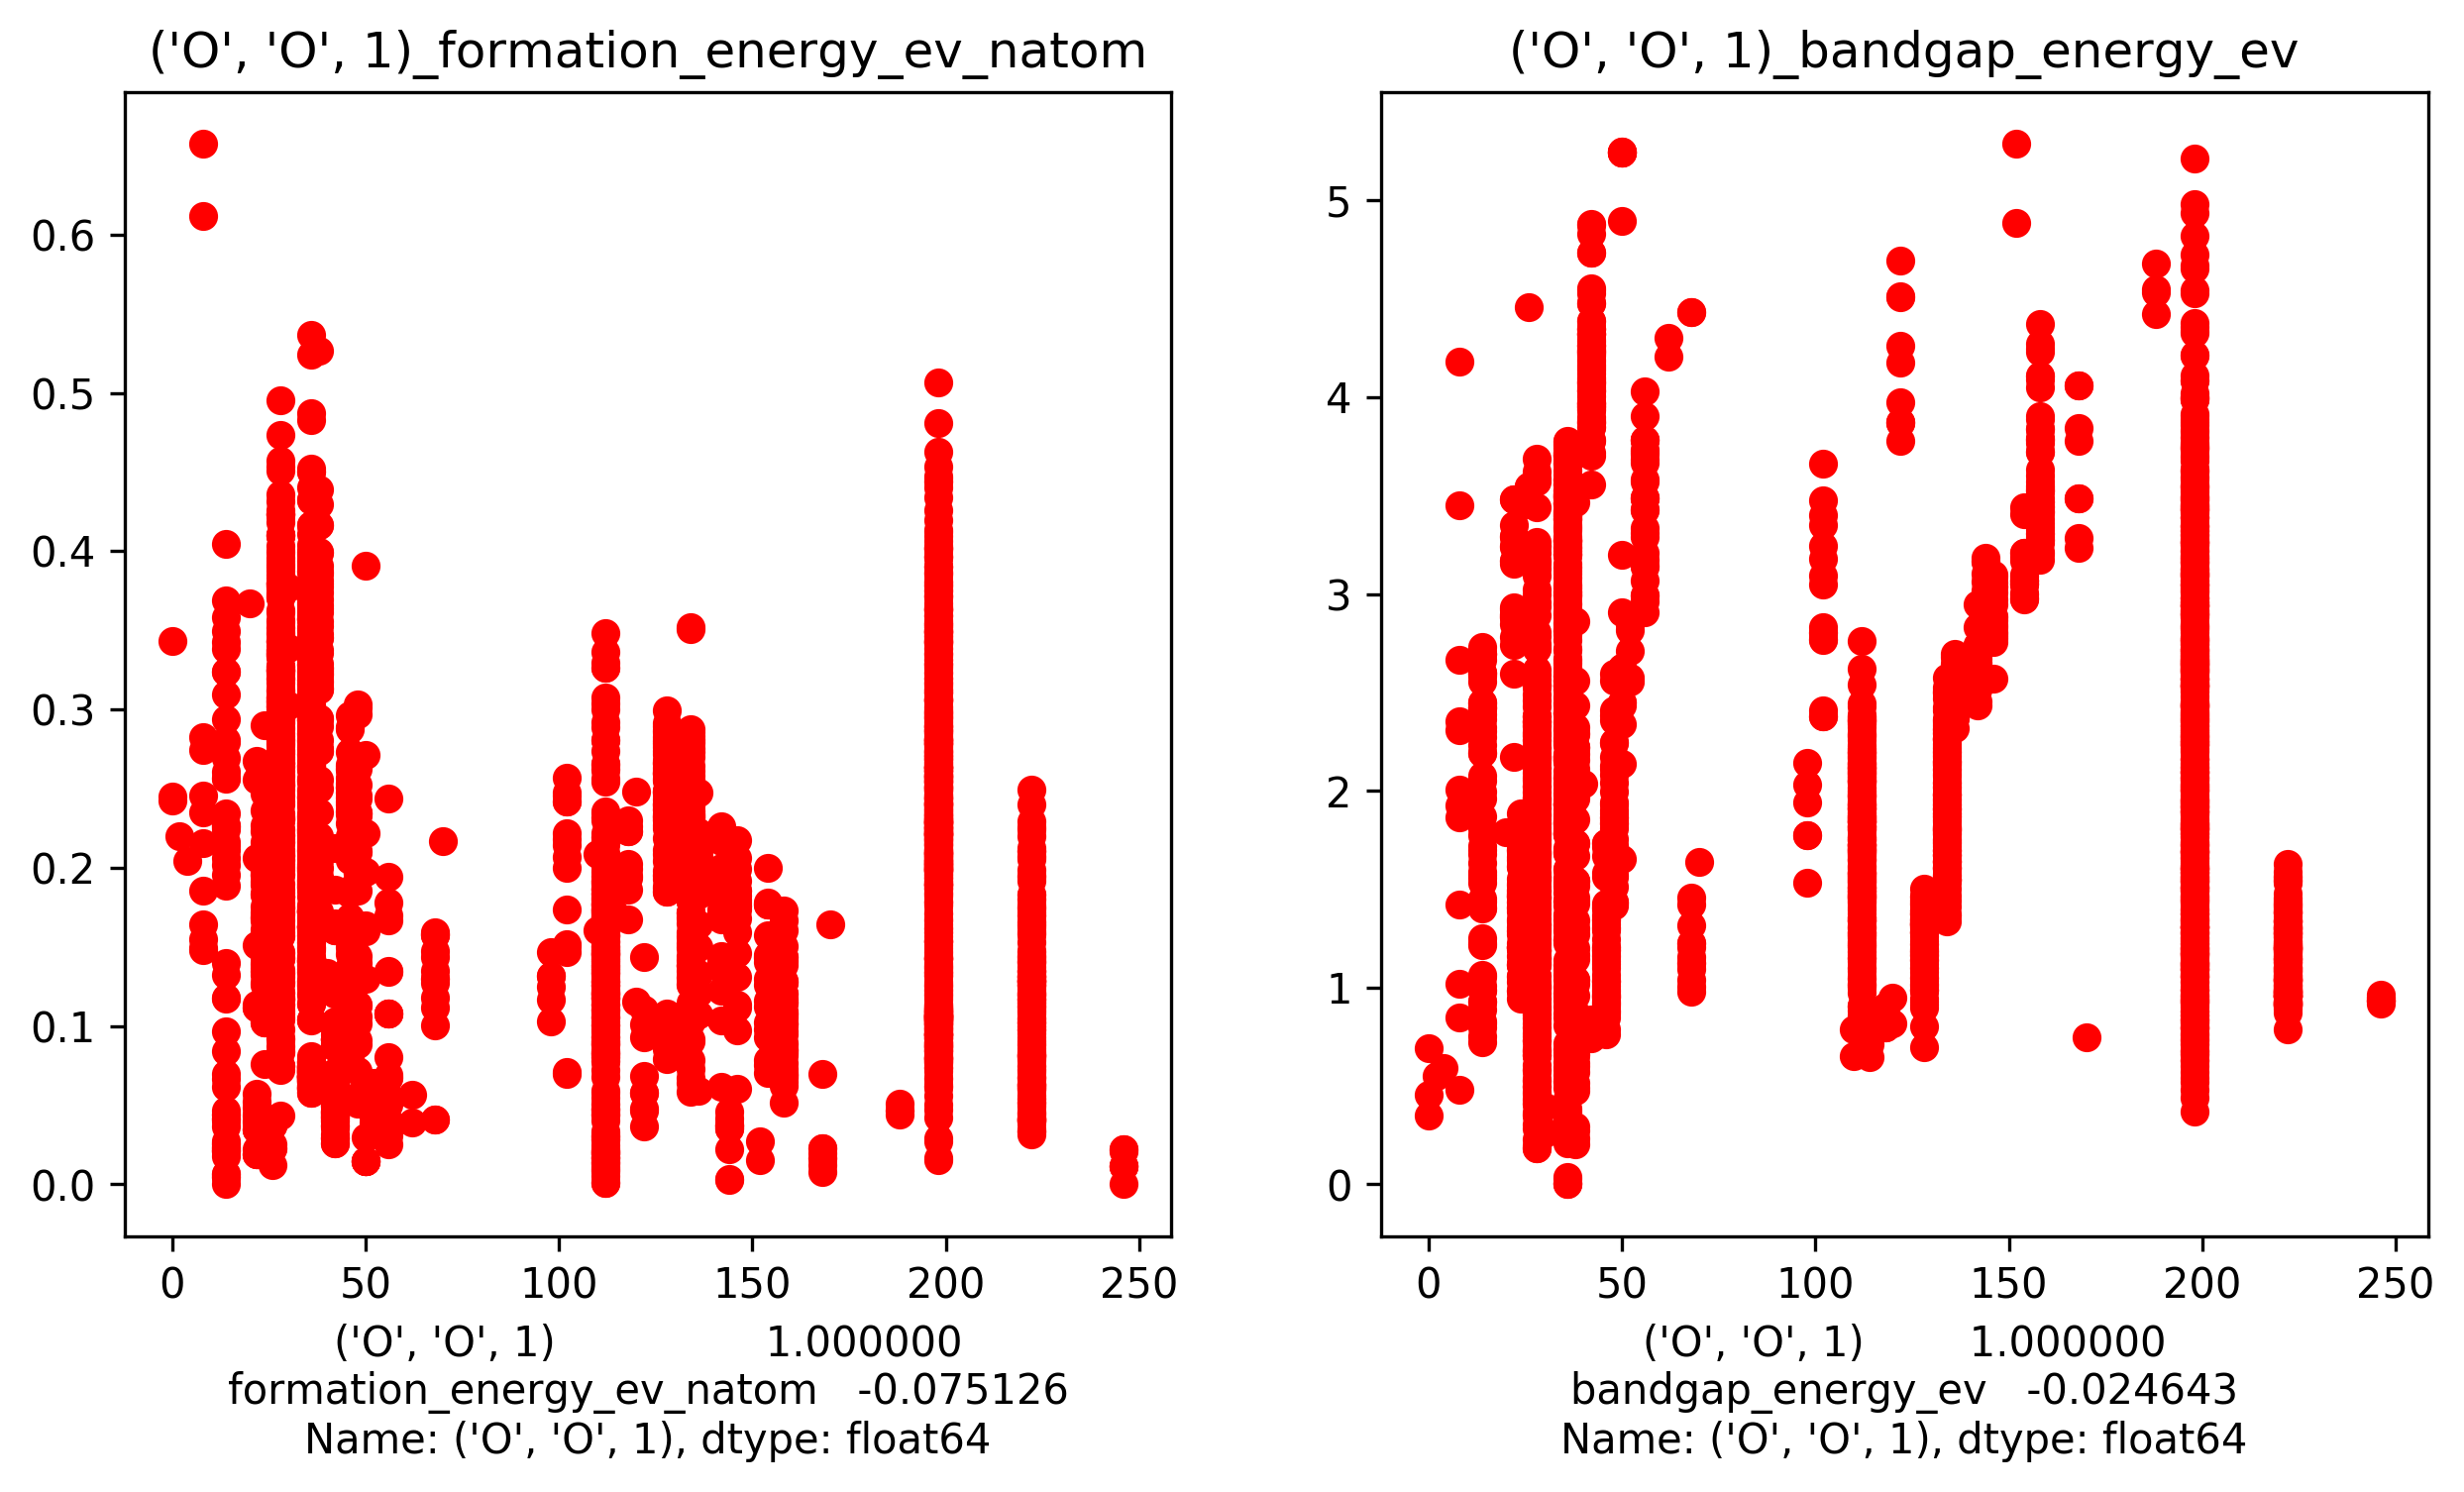 ('O', 'O', 1)_formation_energy_ev_natom
0.6
0.5
0.4
0.3
0.2
0.1
0.0
0 50 100 150 200 250
('O', 'O', 1) 1.000000
formation_energy_ev_natom -0.075126
Name: ('O', 'O', 1), dtype: float64
('O', 'O', 1)_bandgap_energy_ev
5
4
3
2
1
0
0 50 100 150 200 250
('O', 'O', 1) 1.000000
bandgap_energy_ev -0.024643
Name: ('O', 'O', 1), dtype: float64